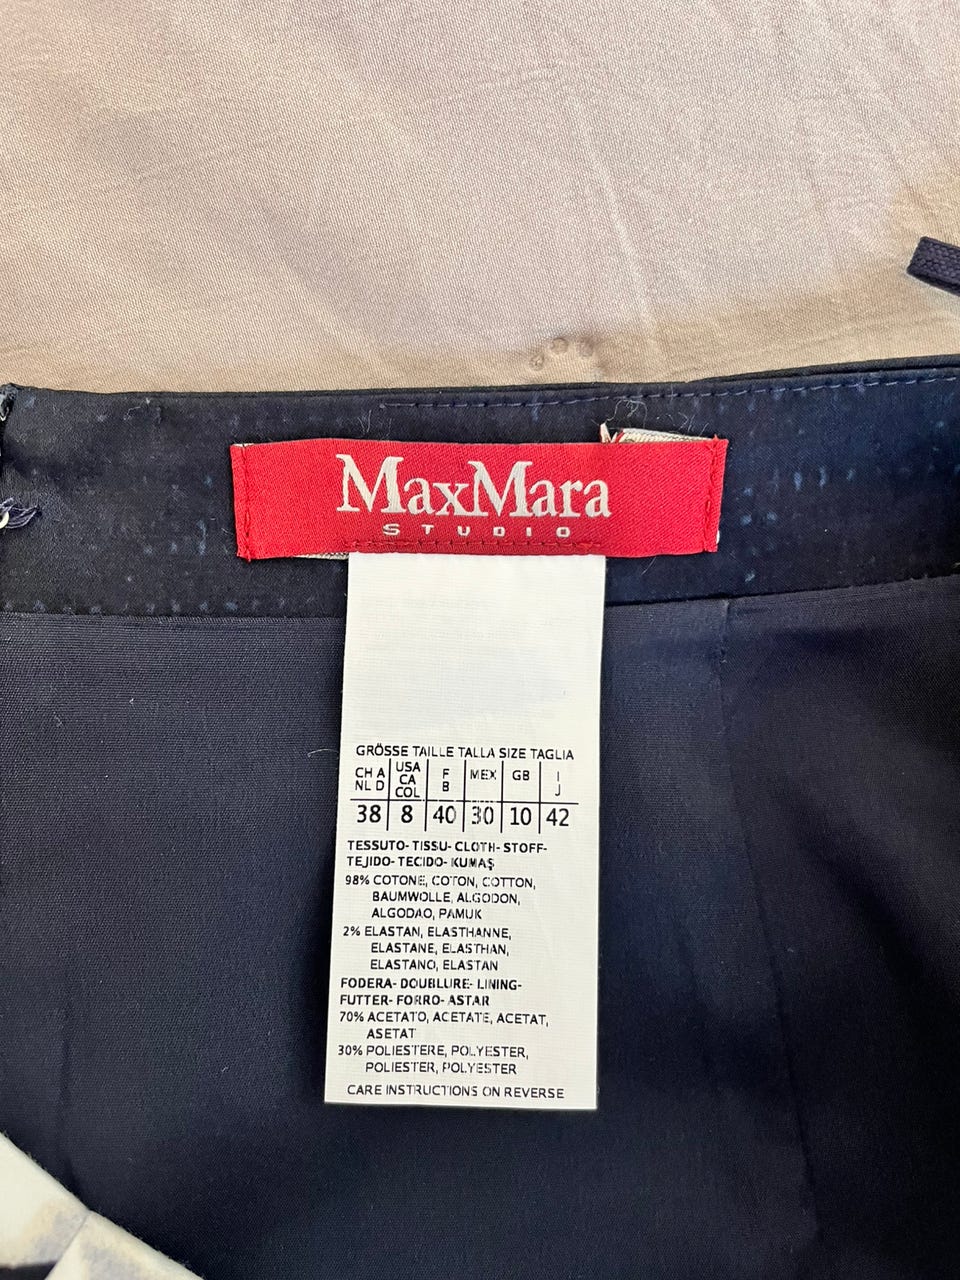 MaxMara
STUDIO
GRÖSSE TAILLE TALLA SIZE TAGLIA
CH A NL D USA CA COL F B MEX GB I J
38 8 40 30 10 42
TESSUTO- TISSU- CLOTH- STOFF-
TEJIDO- TECIDO- KUMAŞ
98% COTONE, COTON, COTTON,
BAUMWOLLE, ALGODON,
ALGODAO, PAMUK
2% ELASTAN, ELASTHANNE,
ELASTANE, ELASTHAN,
ELASTANO, ELASTAN
FODERA- DOUBLURE- LINING-
FUTTER- FORRO- ASTAR
70% ACETATO, ACETATE, ACETAT,
ASETAT
30% POLIESTERE, POLYESTER,
POLIESTER, POLYESTER
CARE INSTRUCTIONS ON REVERSE